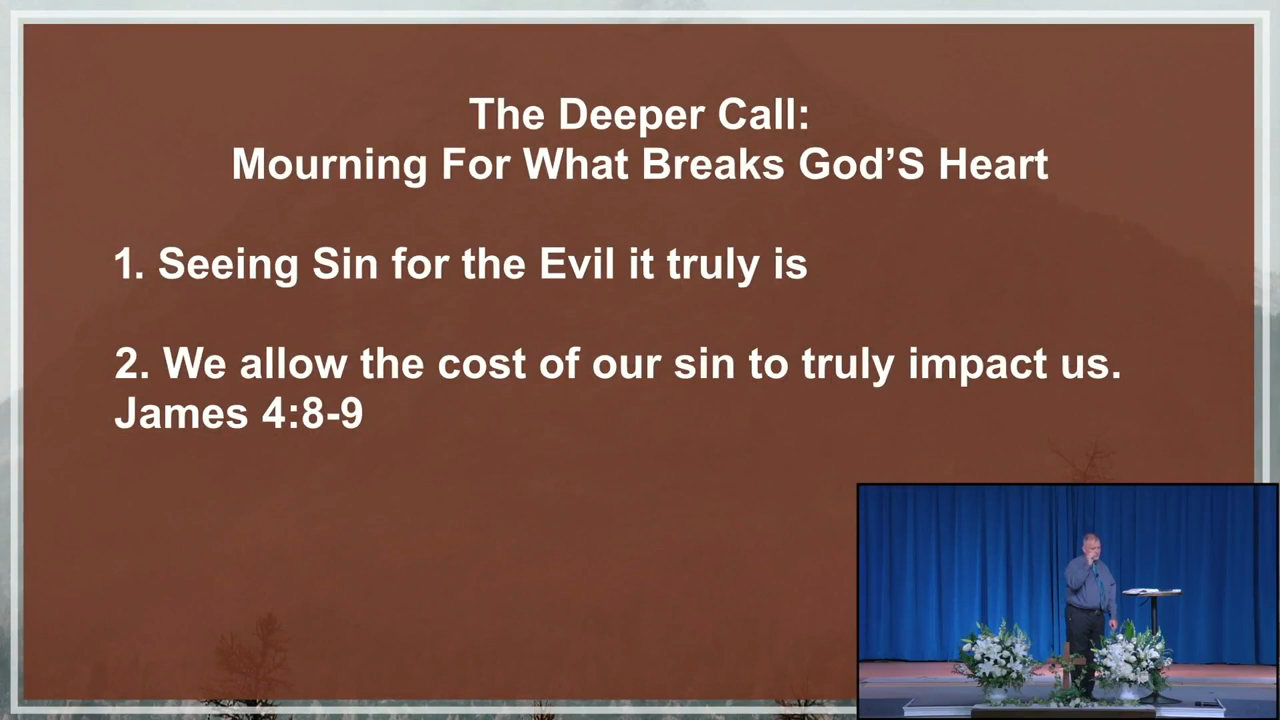 The Deeper Call:
Mourning For What Breaks God’S Heart
1. Seeing Sin for the Evil it truly is
2. We allow the cost of our sin to truly impact us.
James 4:8-9